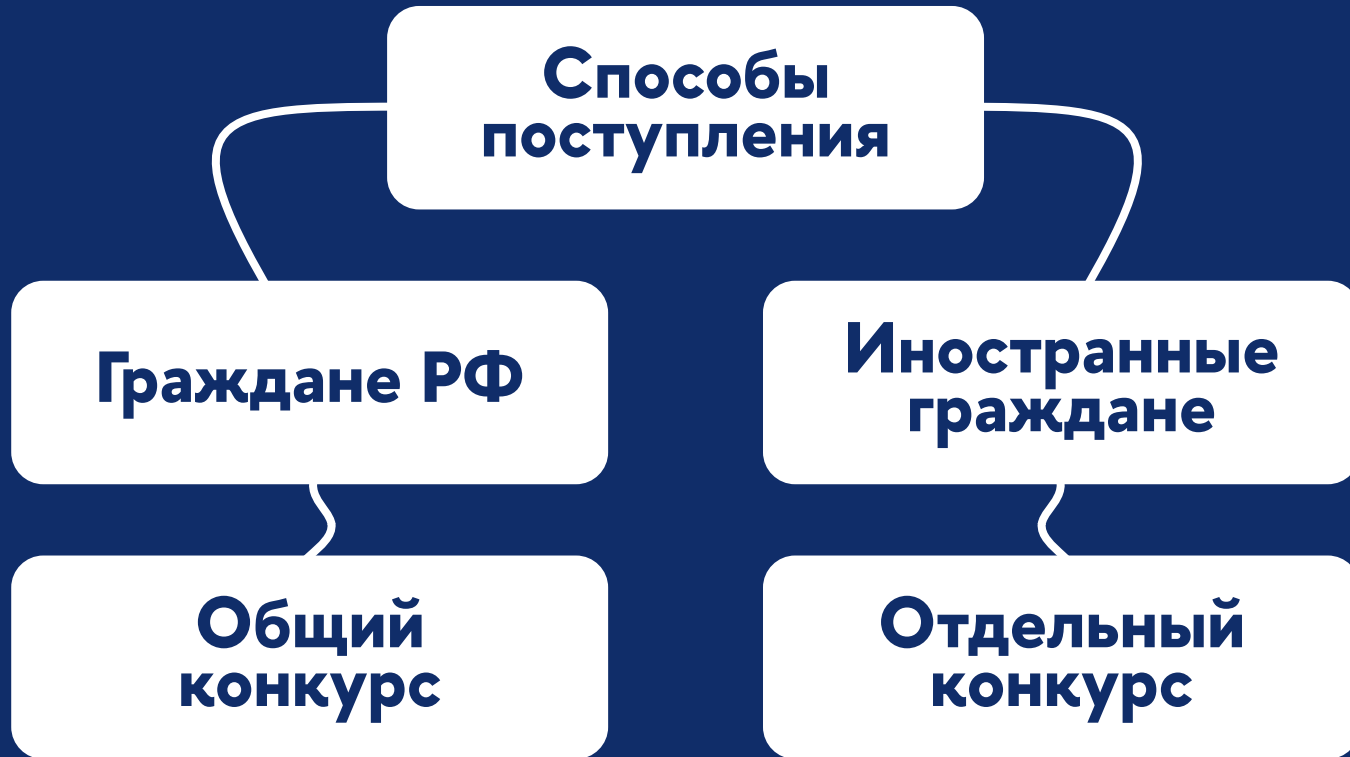 Способы
поступления
Граждане РФ
Иностранные
граждане
Общий
конкурс
Отдельный
конкурс